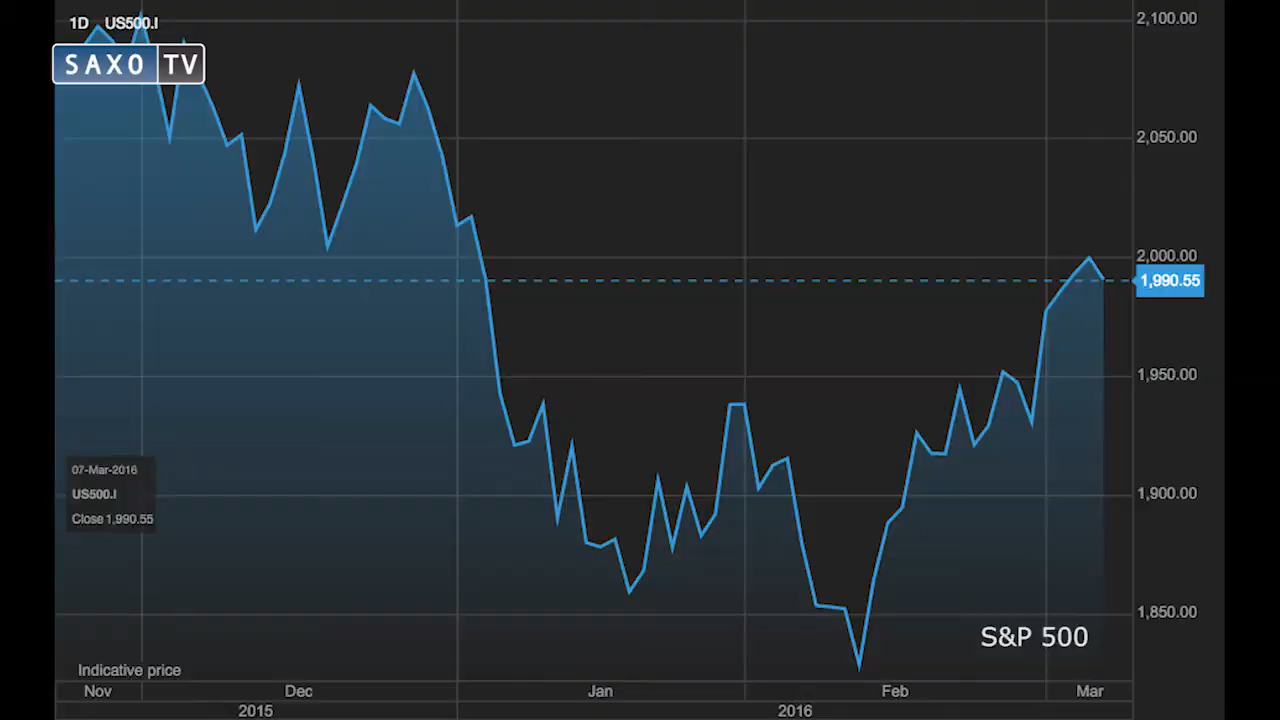 1D US500.I
SAXO TV
2,100.00
2,050.00
2,000.00
1,990.55
1,950.00
1,900.00
1,850.00
07-Mar-2016
US500.I
Close 1,990.55
S&P 500
Indicative price
Nov Dec Jan Feb Mar
2015 2016